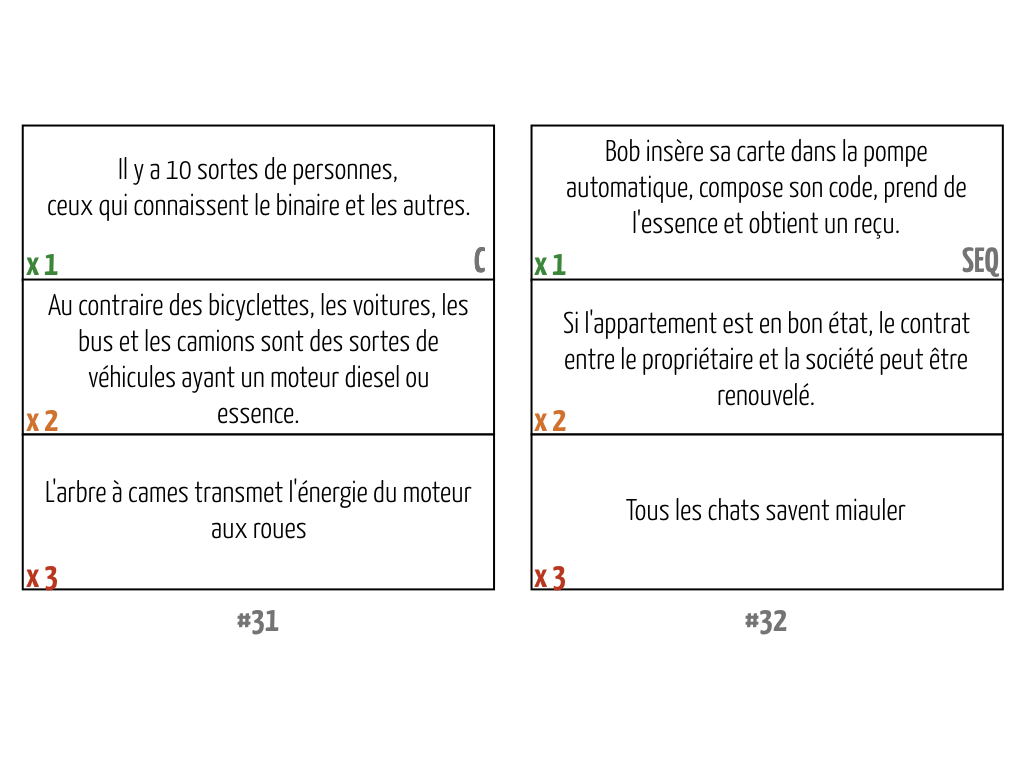 Il y a 10 sortes de personnes,
ceux qui connaissent le binaire et les autres.
x 1
C
Au contraire des bicyclettes, les voitures, les
bus et les camions sont des sortes de
véhicules ayant un moteur diesel ou
essence.
x 2
L'arbre à cames transmet l'énergie du moteur
aux roues
x 3
#31
Bob insère sa carte dans la pompe
automatique, compose son code, prend de
l'essence et obtient un reçu.
x 1
SEQ
Si l'appartement est en bon état, le contrat
entre le propriétaire et la société peut être
renouvelé.
x 2
Tous les chats savent miauler
x 3
#32